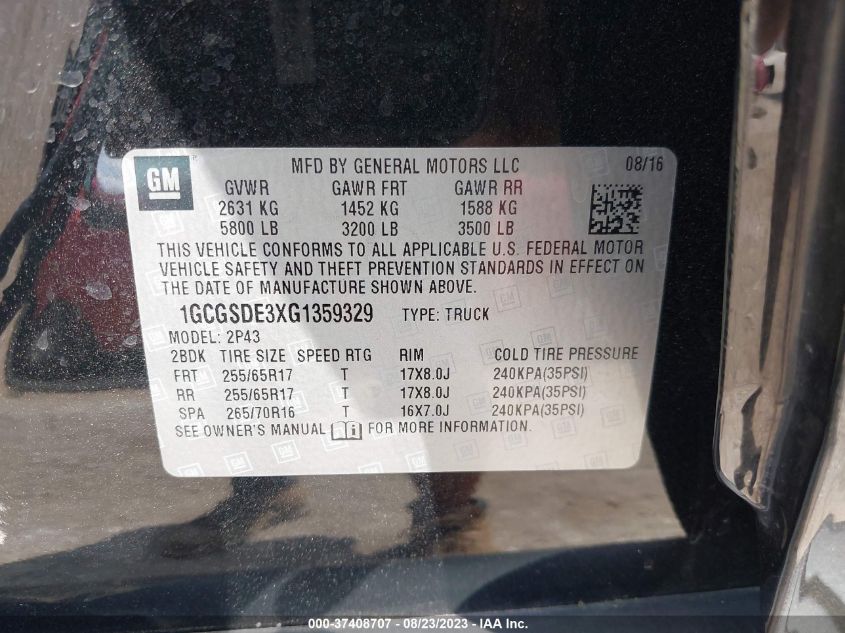 GM
MFD BY GENERAL MOTORS LLC 08/16
GVWR GAWR FRT GAWR RR
2631 KG 1452 KG 1588 KG
5800 LB 3200 LB 3500 LB
THIS VEHICLE CONFORMS TO ALL APPLICABLE U.S. FEDERAL MOTOR
VEHICLE SAFETY AND THEFT PREVENTION STANDARDS IN EFFECT ON
THE DATE OF MANUFACTURE SHOWN ABOVE.
1GCGSDE3XG1359329 TYPE: TRUCK
MODEL: 2P43
2BDK TIRE SIZE SPEED RTG RIM COLD TIRE PRESSURE
FRT 255/65R17 T 17X8.0J 240KPA(35PSI)
RR 255/65R17 T 17X8.0J 240KPA(35PSI)
SPA 265/70R16 T 16X7.0J 240KPA(35PSI)
SEE OWNER'S MANUAL FOR MORE INFORMATION.
000-37408707 - 08/23/2023 - IAA Inc.